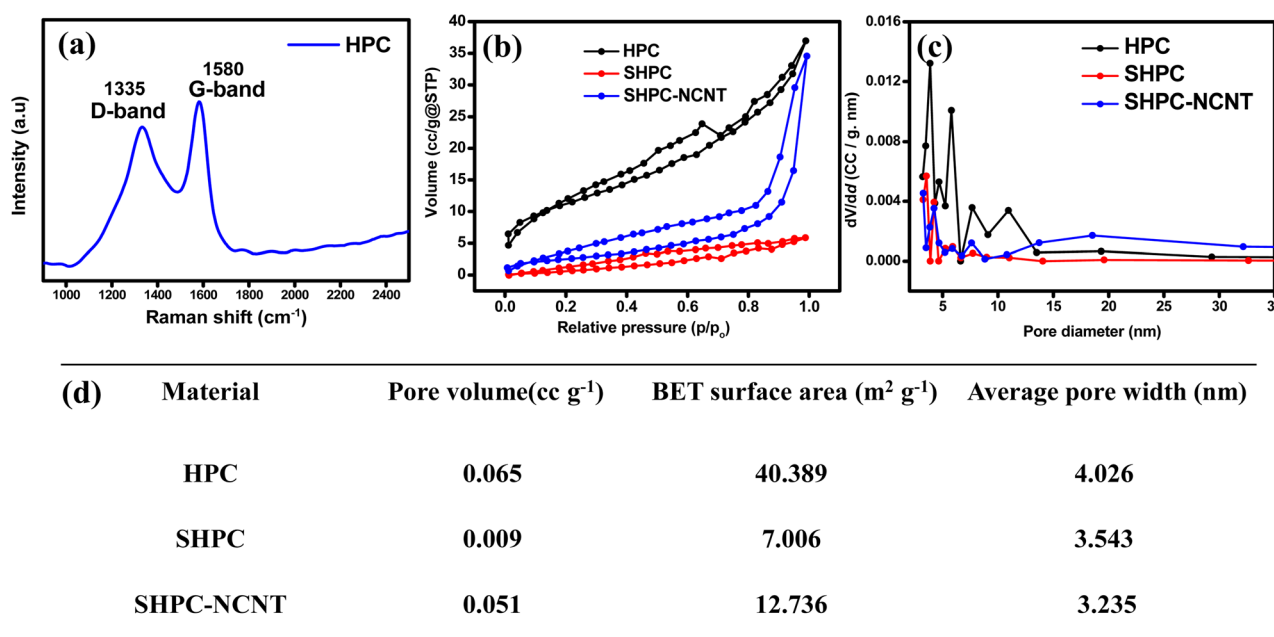 (a)
HPC
1335
D-band
1580
G-band
Intensity (a.u)
1000 1200 1400 1600 1800 2000 2200 2400
Raman shift (cm-1)
(b)
HPC
SHPC
SHPC-NCNT
Volume (cc/g@STP)
40
35
30
25
20
15
10
5
0
0.0 0.2 0.4 0.6 0.8 1.0
Relative pressure (p/po)
(c)
HPC
SHPC
SHPC-NCNT
dV/dd (CC / g. nm)
0.016
0.012
0.008
0.004
0.000
5 10 15 20 25 30 35
Pore diameter (nm)
(d) Material Pore volume(cc g-1) BET surface area (m2 g-1) Average pore width (nm)
HPC 0.065 40.389 4.026
SHPC 0.009 7.006 3.543
SHPC-NCNT 0.051 12.736 3.235